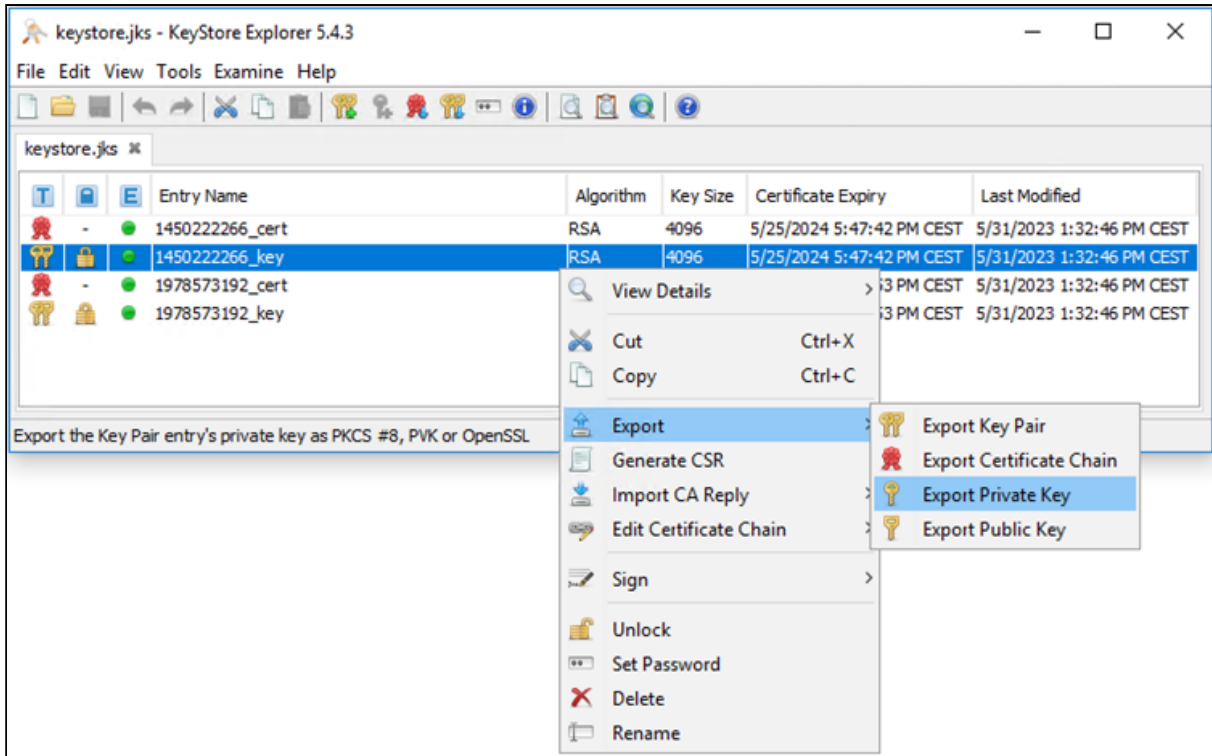 keystore.jks - KeyStore Explorer 5.4.3
File Edit View Tools Examine Help
keystore.jks
T E Entry Name Algorithm Key Size Certificate Expiry Last Modified
- 1450222266_cert RSA 4096 5/25/2024 5:47:42 PM CEST 5/31/2023 1:32:46 PM CEST
1450222266_key RSA 4096 5/25/2024 5:47:42 PM CEST 5/31/2023 1:32:46 PM CEST
- 1978573192_cert 3 PM CEST 5/31/2023 1:32:46 PM CEST
1978573192_key 3 PM CEST 5/31/2023 1:32:46 PM CEST
Export the Key Pair entry's private key as PKCS #8, PVK or OpenSSL
View Details
Cut Ctrl+X
Copy Ctrl+C
Export
Generate CSR
Import CA Reply
Edit Certificate Chain
Sign
Unlock
Set Password
Delete
Rename
Export Key Pair
Export Certificate Chain
Export Private Key
Export Public Key